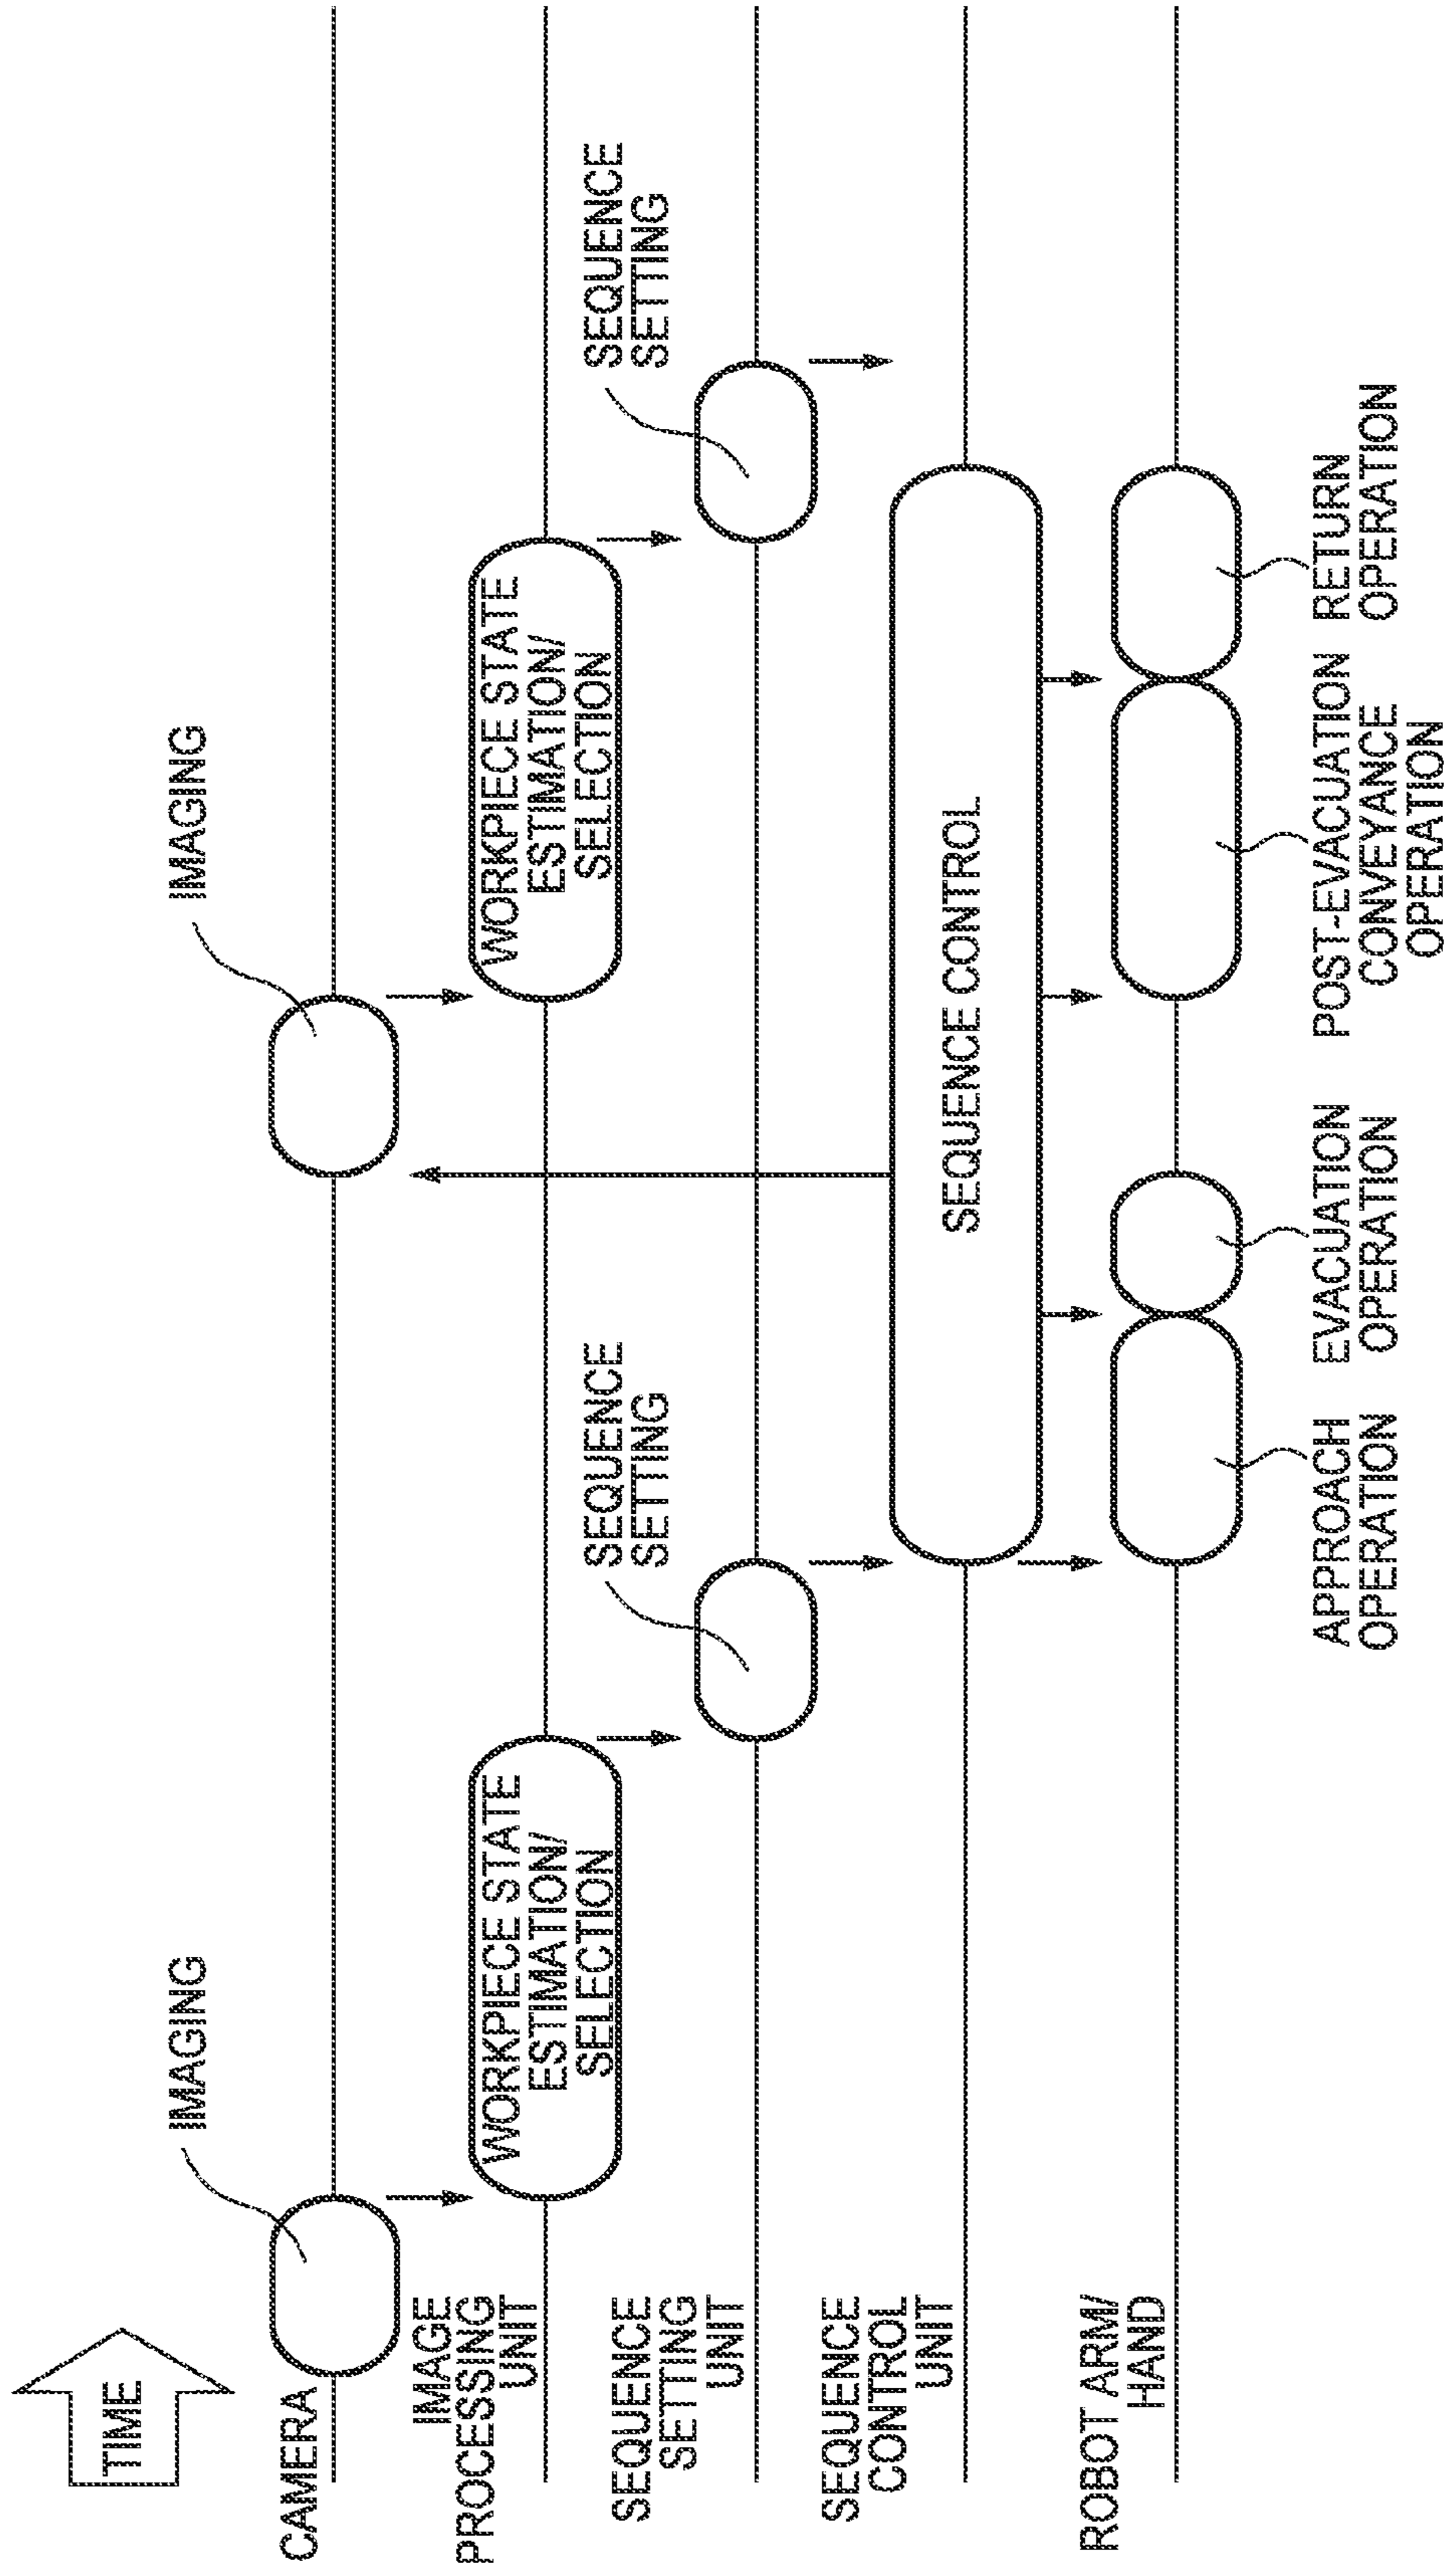 TIME
CAMERA
IMAGING
IMAGING
IMAGE
PROCESSING
UNIT
WORKPIECE STATE
ESTIMATION/
SELECTION
WORKPIECE STATE
ESTIMATION/
SELECTION
SEQUENCE
SETTING
UNIT
SEQUENCE
SETTING
SEQUENCE
SETTING
SEQUENCE
CONTROL
UNIT
SEQUENCE CONTROL
ROBOT ARM/
HAND
APPROACH
OPERATION
EVACUATION
OPERATION
POST-EVACUATION
CONVEYANCE
OPERATION
RETURN
OPERATION